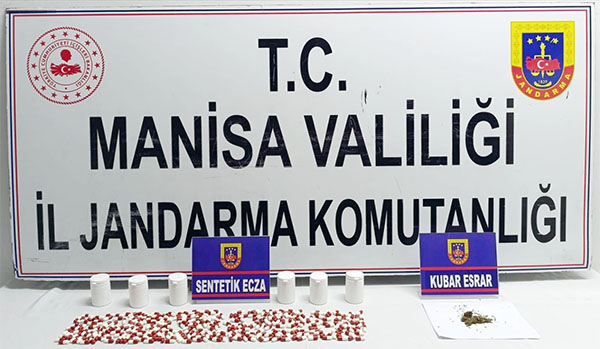 T.C.
MANİSA VALİLİĞİ
İL JANDARMA KOMUTANLIĞI
JANDARMA
SENTETİK ECZA
KUBAR ESRAR